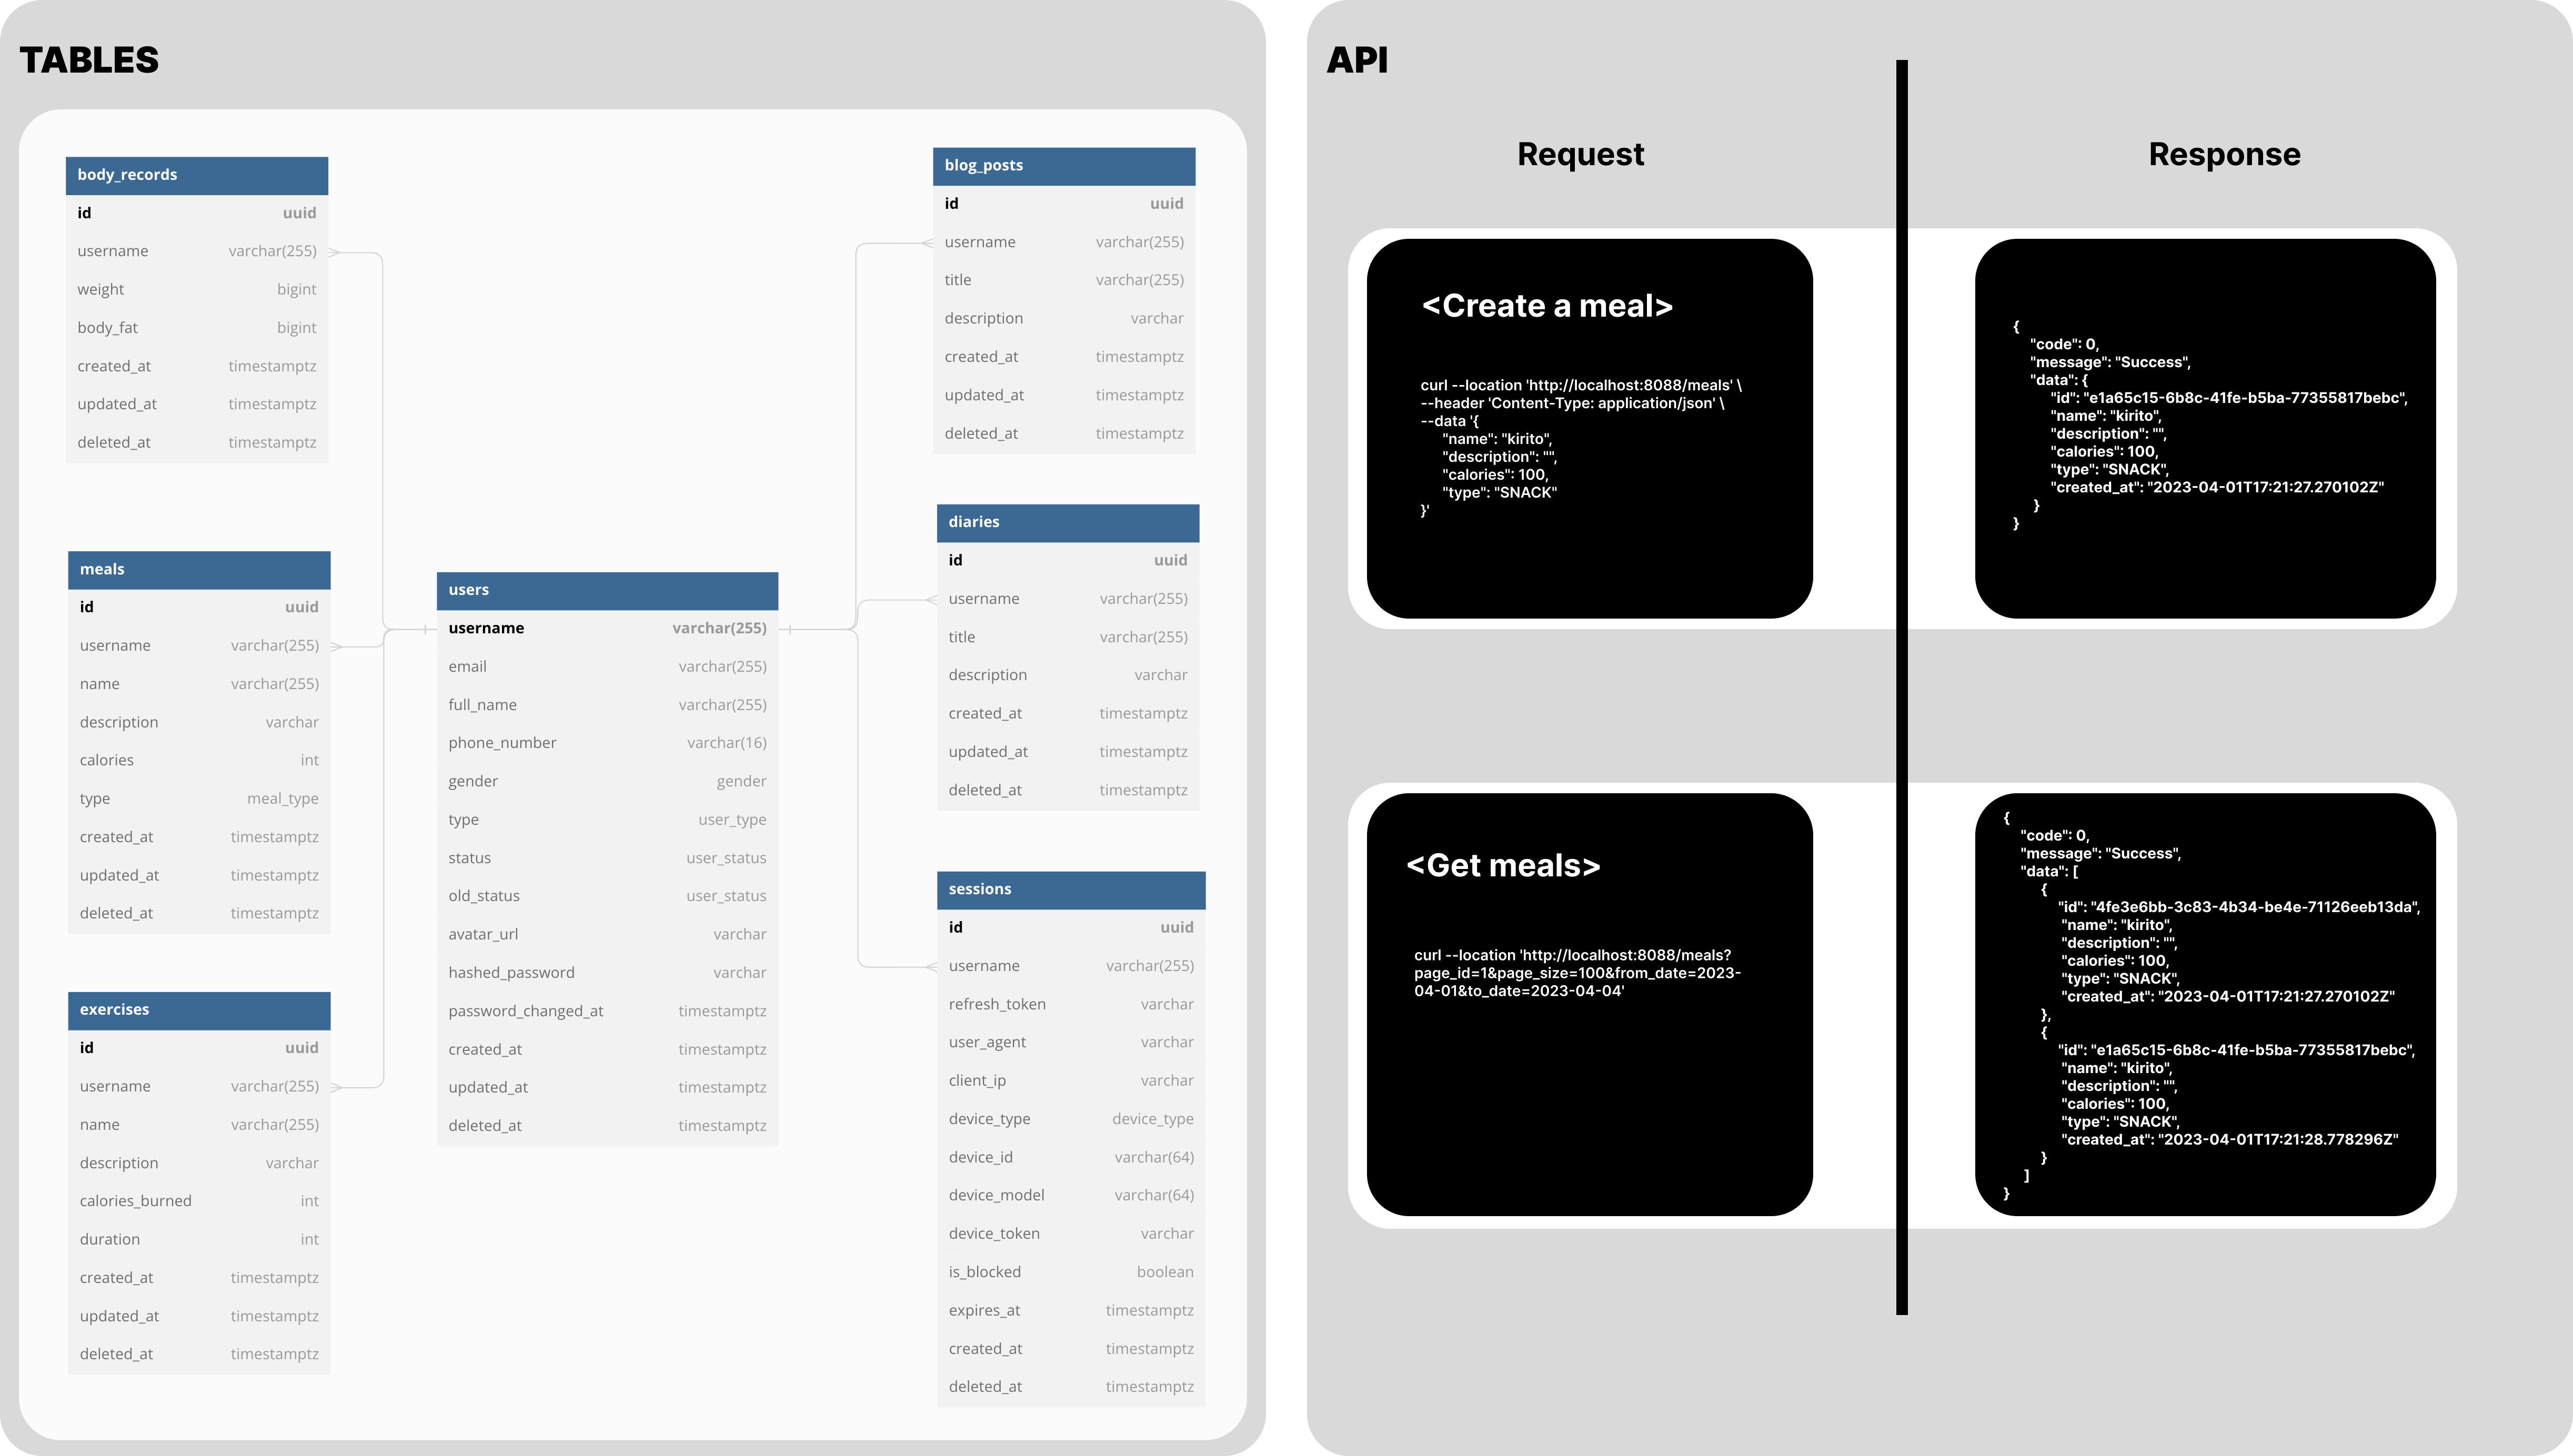 TABLES
body_records
id uuid
username varchar(255)
weight bigint
body_fat bigint
created_at timestamptz
updated_at timestamptz
deleted_at timestamptz
meals
id uuid
username varchar(255)
name varchar(255)
description varchar
calories int
type meal_type
created_at timestamptz
updated_at timestamptz
deleted_at timestamptz
exercises
id uuid
username varchar(255)
name varchar(255)
description varchar
calories_burned int
duration int
created_at timestamptz
updated_at timestamptz
deleted_at timestamptz
users
username varchar(255)
email varchar(255)
full_name varchar(255)
phone_number varchar(16)
gender gender
type user_type
status user_status
old_status user_status
avatar_url varchar
hashed_password varchar
password_changed_at timestamptz
created_at timestamptz
updated_at timestamptz
deleted_at timestamptz
blog_posts
id uuid
username varchar(255)
title varchar(255)
description varchar
created_at timestamptz
updated_at timestamptz
deleted_at timestamptz
diaries
id uuid
username varchar(255)
title varchar(255)
description varchar
created_at timestamptz
updated_at timestamptz
deleted_at timestamptz
sessions
id uuid
username varchar(255)
refresh_token varchar
user_agent varchar
client_ip varchar
device_type device_type
device_id varchar(64)
device_model varchar(64)
device_token varchar
is_blocked boolean
expires_at timestamptz
created_at timestamptz
deleted_at timestamptz
API
Request
Response
<Create a meal>
curl --location 'http://localhost:8088/meals' \
--header 'Content-Type: application/json' \
--data '{
"name": "kirito",
"description": "",
"calories": 100,
"type": "SNACK"
}'
{
"code": 0,
"message": "Success",
"data": {
"id": "e1a65c15-6b8c-41fe-b5ba-77355817bebc",
"name": "kirito",
"description": "",
"calories": 100,
"type": "SNACK",
"created_at": "2023-04-01T17:21:27.270102Z"
}
}
<Get meals>
curl --location 'http://localhost:8088/meals?
page_id=1&page_size=100&from_date=2023-
04-01&to_date=2023-04-04'
{
"code": 0,
"message": "Success",
"data": [
{
"id": "4fe3e6bb-3c83-4b34-be4e-71126eeb13da",
"name": "kirito",
"description": "",
"calories": 100,
"type": "SNACK",
"created_at": "2023-04-01T17:21:27.270102Z"
},
{
"id": "e1a65c15-6b8c-41fe-b5ba-77355817bebc",
"name": "kirito",
"description": "",
"calories": 100,
"type": "SNACK",
"created_at": "2023-04-01T17:21:28.778296Z"
}
]
}